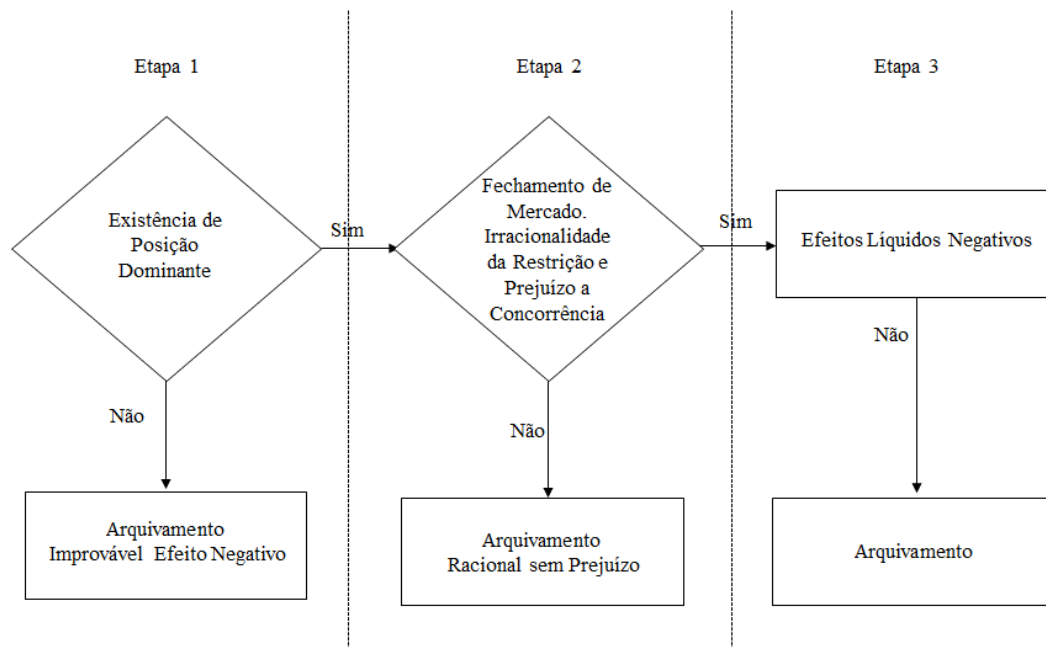 Etapa 1
Etapa 2
Etapa 3
Existência de
Posição
Dominante
Sim
Fechamento de
Mercado.
Irracionalidade
da Restrição e
Prejuízo a
Concorrência
Sim
Efeitos Líquidos Negativos
Não
Não
Não
Arquivamento
Improvável Efeito Negativo
Arquivamento
Racional sem Prejuízo
Arquivamento